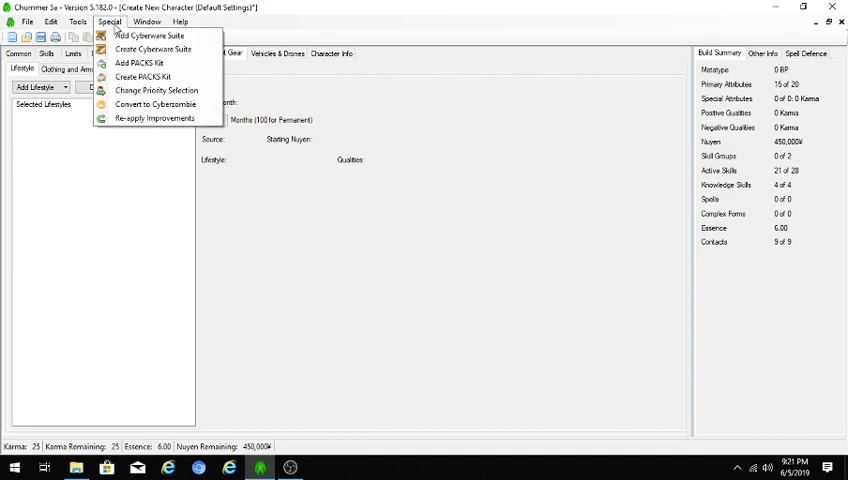 Chummer 5a - Version 5.182.0 - [Create New Character (Default Settings)*]
File Edit Tools Special Window Help
Add Cyberware Suite
Create Cyberware Suite
Add PACKS Kit
Create PACKS Kit
Change Priority Selection
Convert to Cyberzombie
Re-apply Improvements
Common Skills Limits Gear Vehicles & Drones Character Info
Lifestyle Clothing and Armo
Add Lifestyle D
Selected Lifestyles
onth:
Months (100 for Permanent)
Source: Starting Nuyen:
Lifestyle: Qualities:
Build Summary Other Info Spell Defence
Metatype 0 BP
Primary Attributes 15 of 20
Special Attributes 0 of 0: 0 Karma
Positive Qualities 0 Karma
Negative Qualities 0 Karma
Nuyen 450,000¥
Skill Groups 0 of 2
Active Skills 21 of 28
Knowledge Skills 4 of 4
Spells 0 of 0
Complex Forms 0 of 0
Essence 6.00
Contacts 9 of 9
Karma: 25 Karma Remaining: 25 Essence: 6.00 Nuyen Remaining: 450,000¥
9:21 PM
6/5/2019